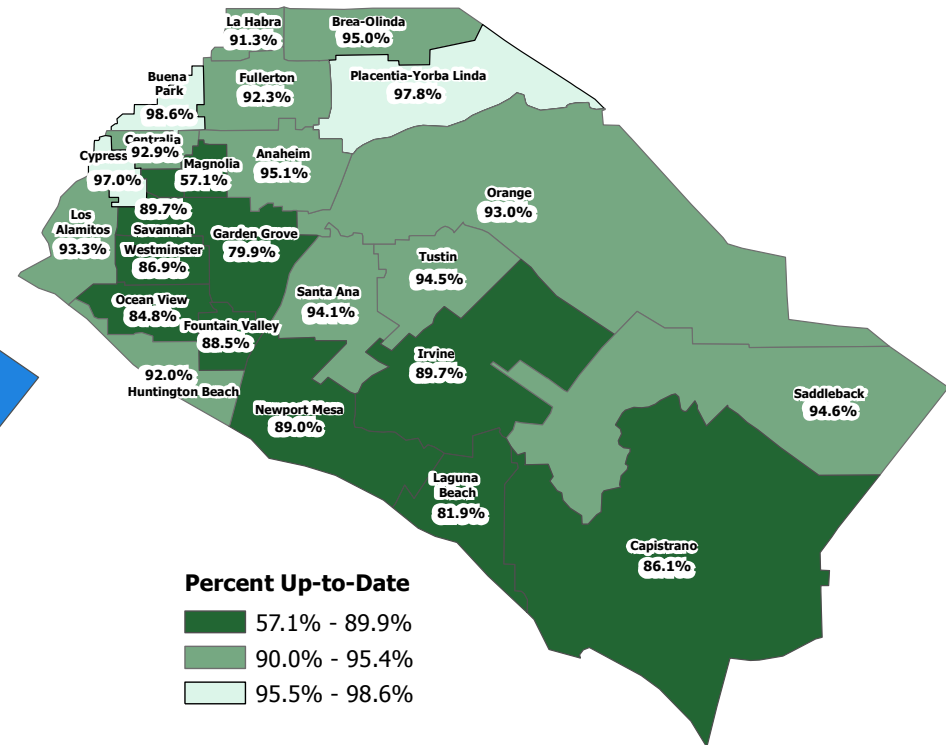 La Habra
91.3%
Brea-Olinda
95.0%
Buena
Park
98.6%
Fullerton
92.3%
Placentia-Yorba Linda
97.8%
Centralia
92.9%
Cypress
97.0%
Magnolia
57.1%
Anaheim
95.1%
Orange
93.0%
89.7%
Savannah
Los
Alamitos
93.3%
Westminster
86.9%
Garden Grove
79.9%
Tustin
94.5%
Ocean View
84.8%
Santa Ana
94.1%
Fountain Valley
88.5%
Irvine
89.7%
92.0%
Huntington Beach
Saddleback
94.6%
Newport Mesa
89.0%
Laguna
Beach
81.9%
Capistrano
86.1%
Percent Up-to-Date
57.1% - 89.9%
90.0% - 95.4%
95.5% - 98.6%